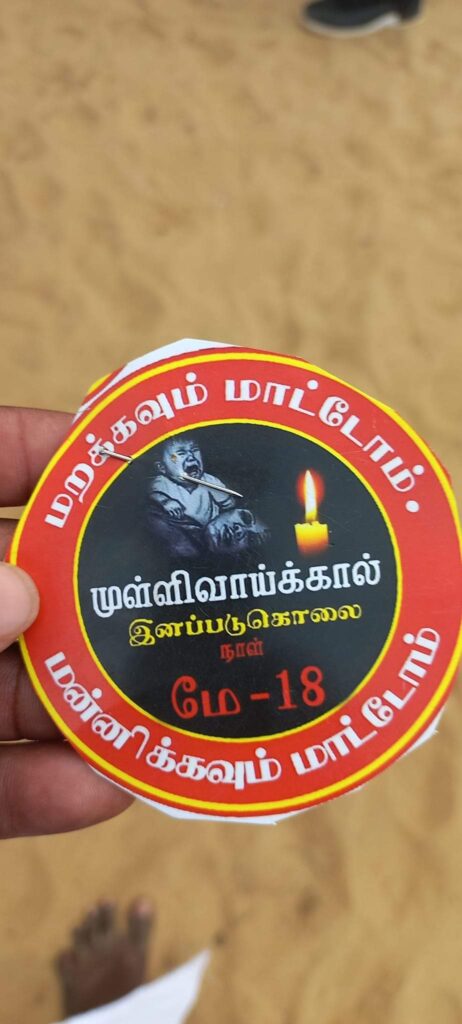 மறக்கவும் மாட்டோம்.
முள்ளிவாய்க்கால்
இனப்படுகொலை
நாள்
மே -18
மன்னிக்கவும் மாட்டோம்